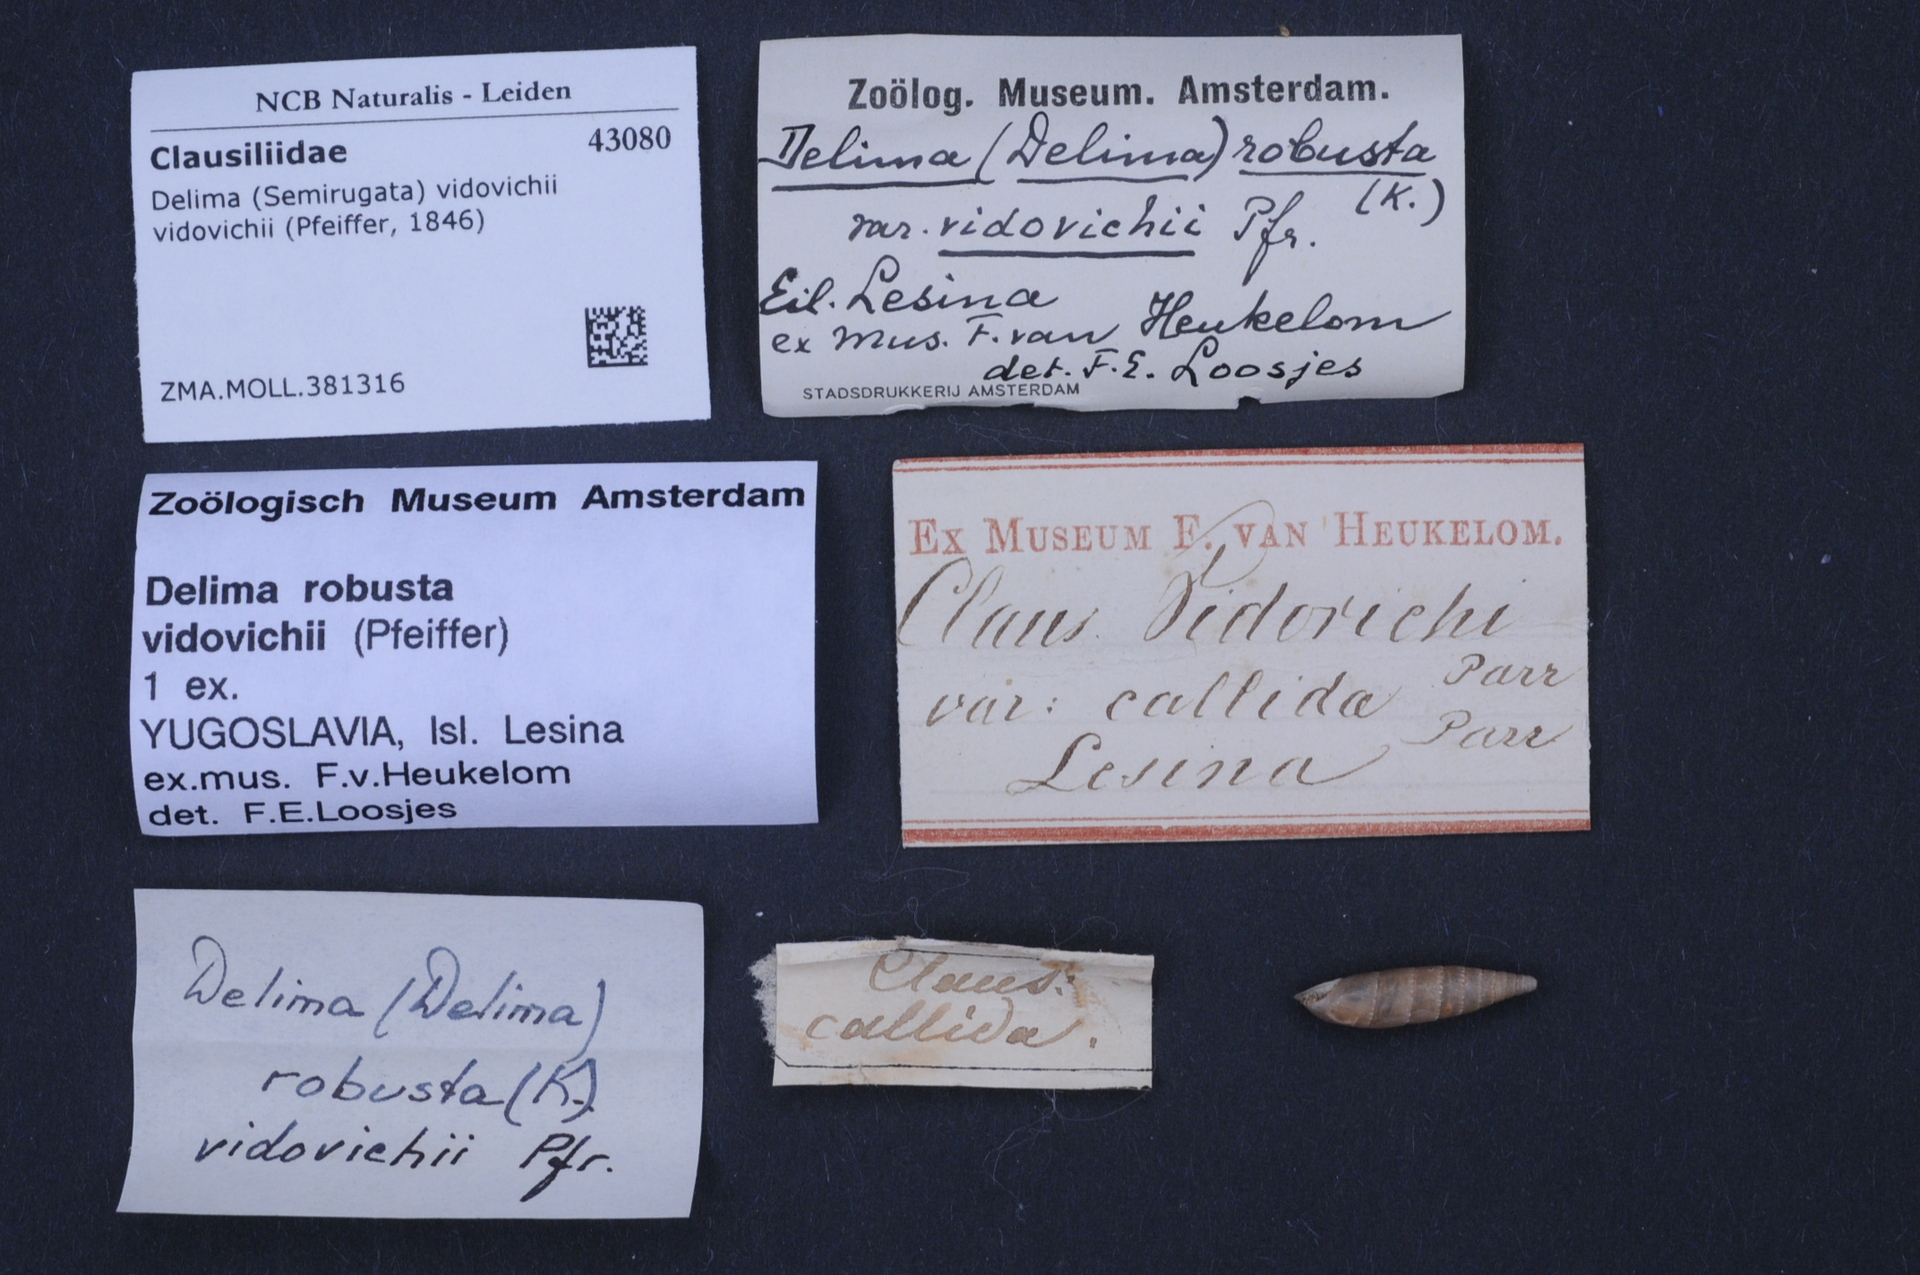 NCB Naturalis - Leiden
Clausiliidae 43080
Delima (Semirugata) vidovichii
vidovichii (Pfeiffer, 1846)
ZMA.MOLL.381316
Zoölog. Museum. Amsterdam.
Delima (Delima) robusta
(K.)
var. vidovichii Pfr.
Eil. Lesina
ex Mus. F. van Heukelom
det. F.E. Loosjes
STADSDRUKKERIJ AMSTERDAM
Zoölogisch Museum Amsterdam
Delima robusta
vidovichii (Pfeiffer)
1 ex.
YUGOSLAVIA, Isl. Lesina
ex.mus. F.v.Heukelom
det. F.E.Loosjes
EX MUSEUM F. VAN HEUKELOM.
Claus. Vidovichi
Parr
var: callida
Parr
Lesina
Delima (Delima)
robusta (K.)
vidovichii Pfr.
Claus:
callida.